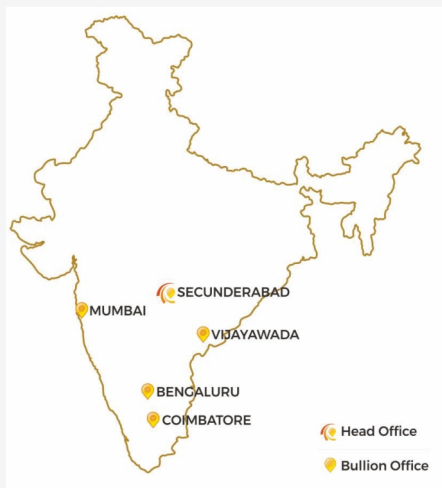 SECUNDERABAD
MUMBAI
VIJAYAWADA
BENGALURU
COIMBATORE
Head Office
Bullion Office